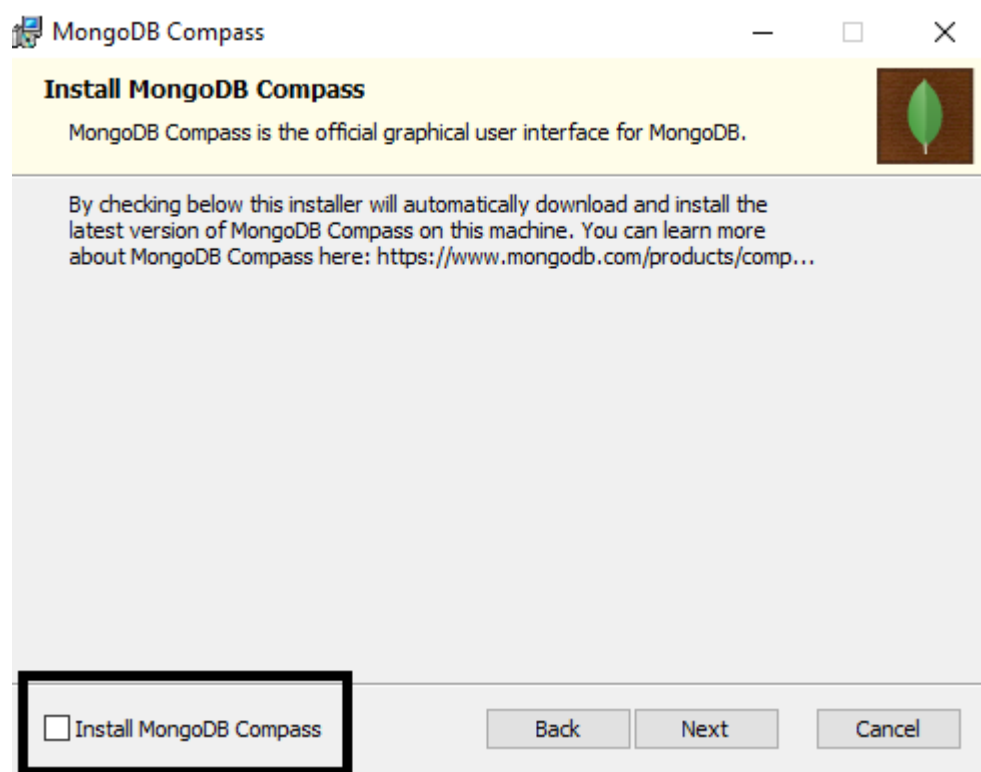 MongoDB Compass
Install MongoDB Compass
MongoDB Compass is the official graphical user interface for MongoDB.
By checking below this installer will automatically download and install the
latest version of MongoDB Compass on this machine. You can learn more
about MongoDB Compass here: https://www.mongodb.com/products/comp...
Install MongoDB Compass
Back
Next
Cancel